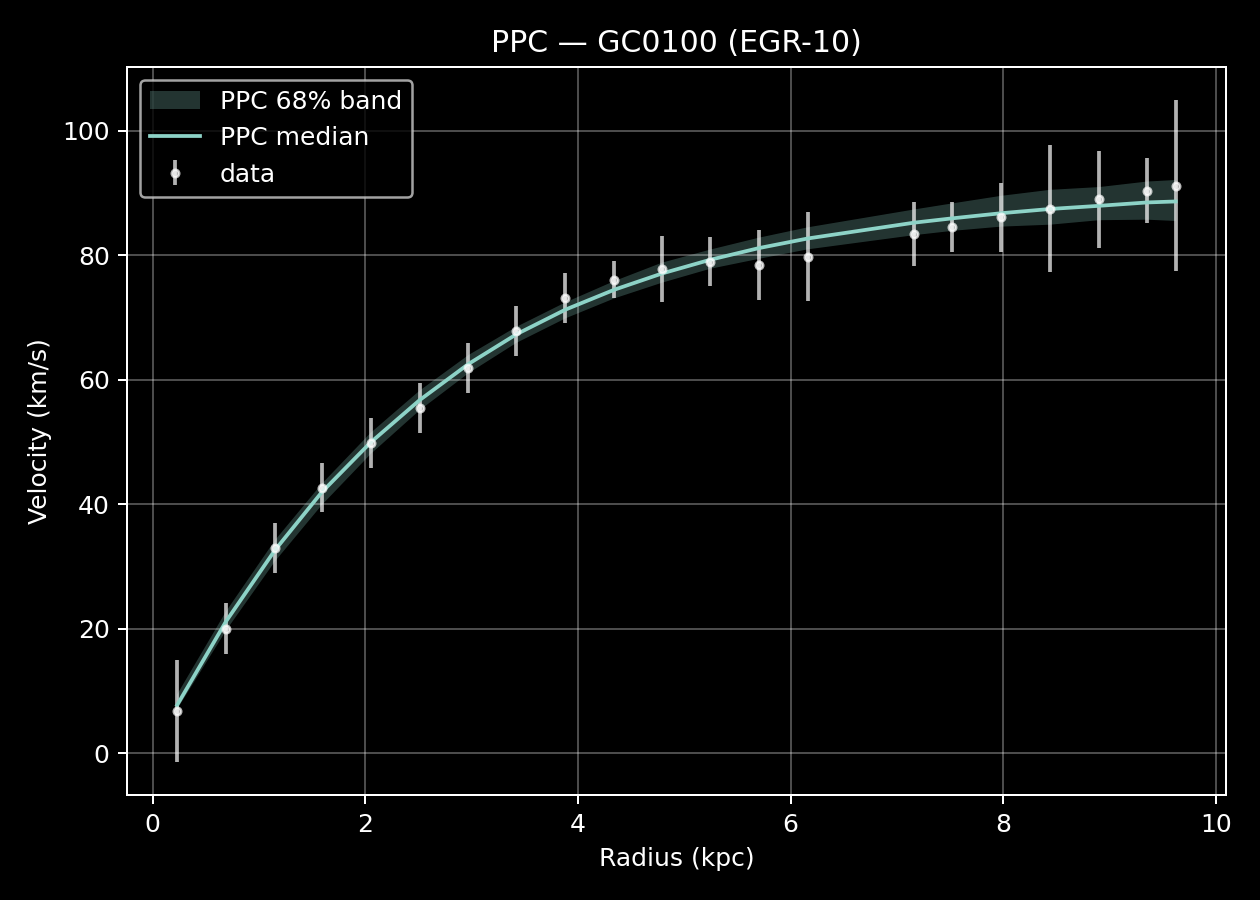 PPC — GC0100 (EGR-10)
PPC 68% band
PPC median
data
100
80
60
40
20
0
Velocity (km/s)
0 2 4 6 8 10
Radius (kpc)